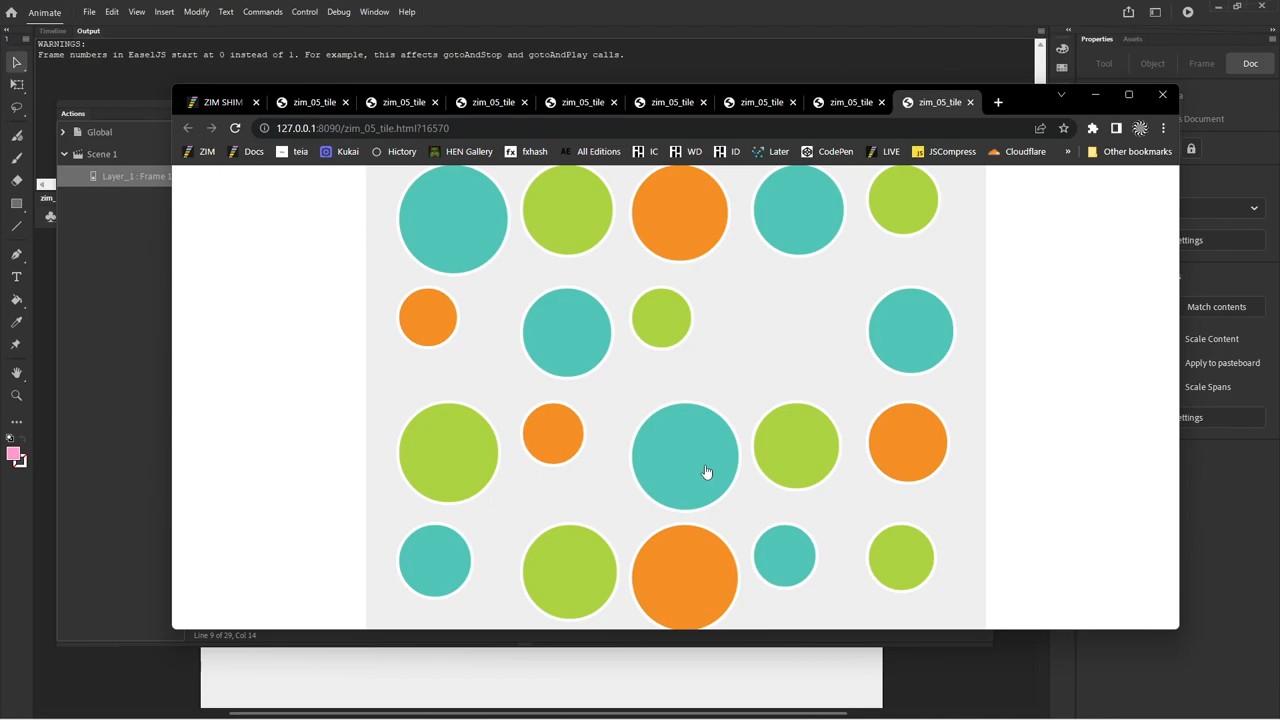 Animate
File Edit View Insert Modify Text Commands Control Debug Window Help
Timeline Output
WARNINGS:
Frame numbers in EaselJS start at 0 instead of 1. For example, this affects gotoAndStop and gotoAndPlay calls.
Properties Assets
Tool Object Frame Doc
Document
Actions
Global
Scene 1
Layer_1 : Frame 1
ZIM SHIM zim_05_tile zim_05_tile zim_05_tile zim_05_tile zim_05_tile zim_05_tile zim_05_tile zim_05_tile
127.0.0.1:8090/zim_05_tile.html?16570
ZIM Docs teia Kukai Hictory HEN Gallery fxhash All Editions IC WD ID Later CodePen LIVE JSCompress Cloudflare » Other bookmarks
ettings
Match contents
Scale Content
Apply to pasteboard
Scale Spans
ettings
Line 9 of 29, Col 14